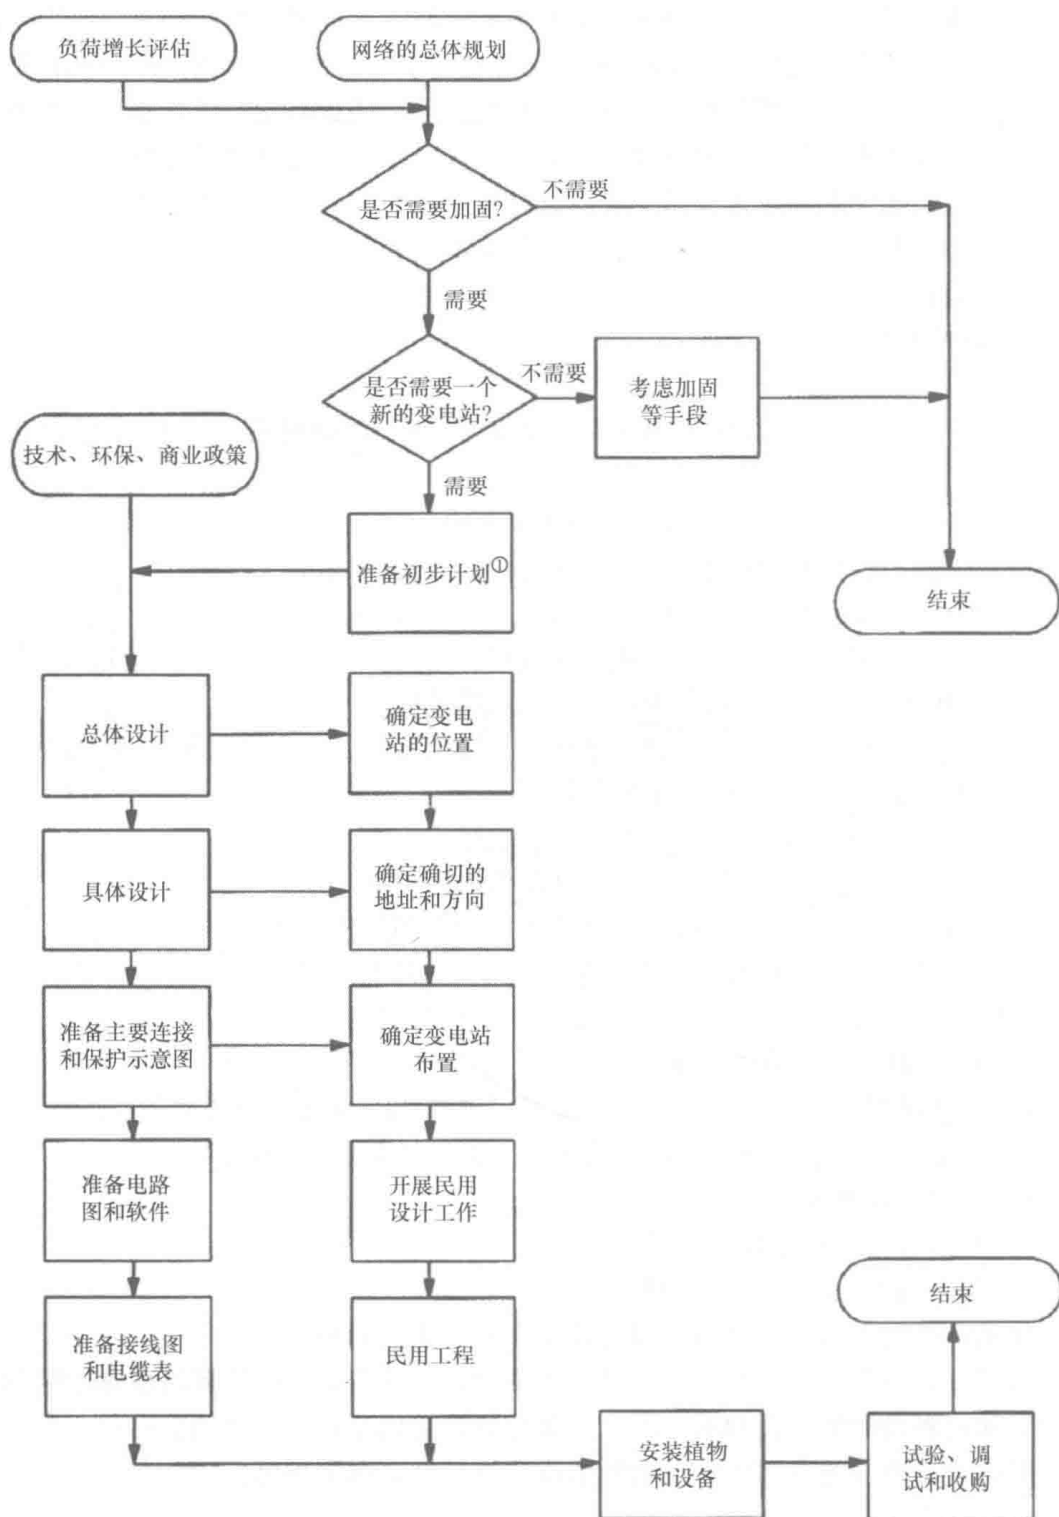 负荷增长评估
网络的总体规划
是否需要加固?
不需要
需要
是否需要一个
新的变电站?
不需要
考虑加固
等手段
技术、环保、商业政策
需要
准备初步计划①
结束
总体设计
确定变电
站的位置
具体设计
确定确切的
地址和方向
准备主要连接
和保护示意图
确定变电站
布置
准备电路
图和软件
开展民用
设计工作
准备接线图
和电缆表
民用工程
结束
安装植物
和设备
试验、调
试和收购